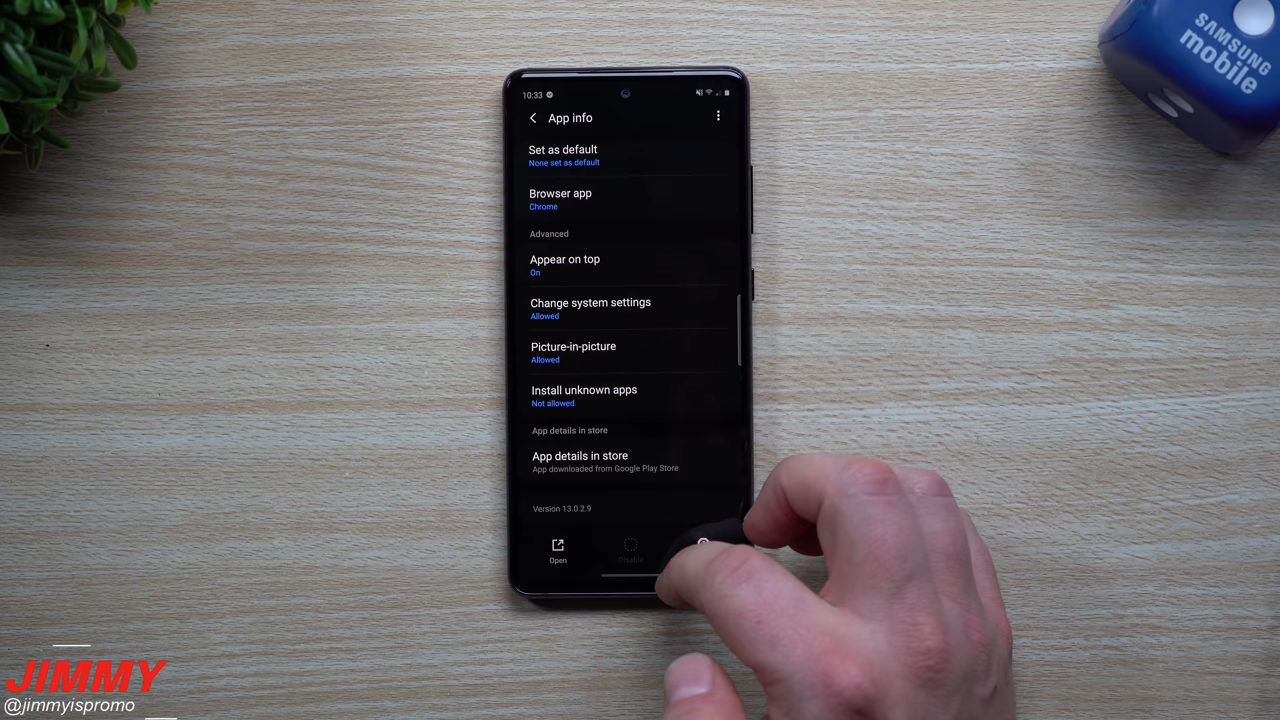 SAMSUNG
mobile
10:33
App info
Set as default
None set as default
Browser app
Chrome
Advanced
Appear on top
On
Change system settings
Allowed
Picture-in-picture
Allowed
Install unknown apps
Not allowed
App details in store
App details in store
App downloaded from Google Play Store
Version 13.0.2.9
Open
Disable
JIMMY
@jimmyispromo